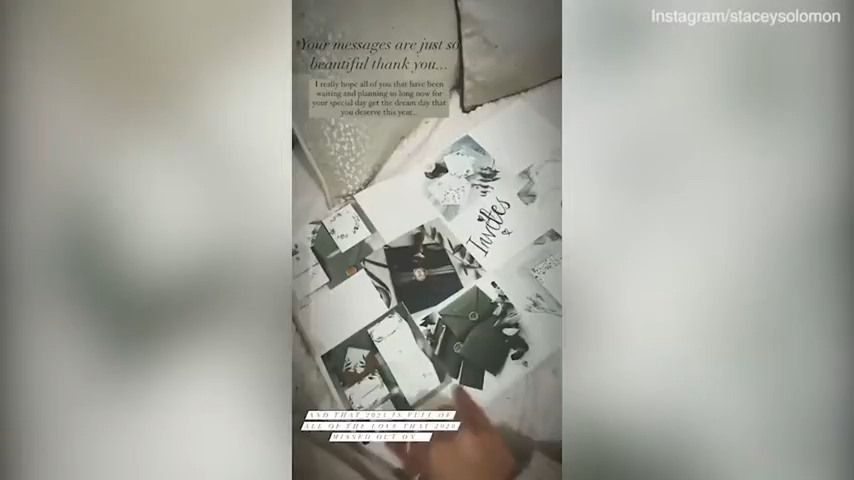 Instagram/staceysolomon
Your messages are just so
beautiful thank you...
I really hope all of you that have been
waiting and planning so long now for
your special day get the dream day that
you deserve this year...
Invites
AND THAT 2021 IS FULL OF
ALL OF THE LOVE THAT 2020
MISSED OUT ON